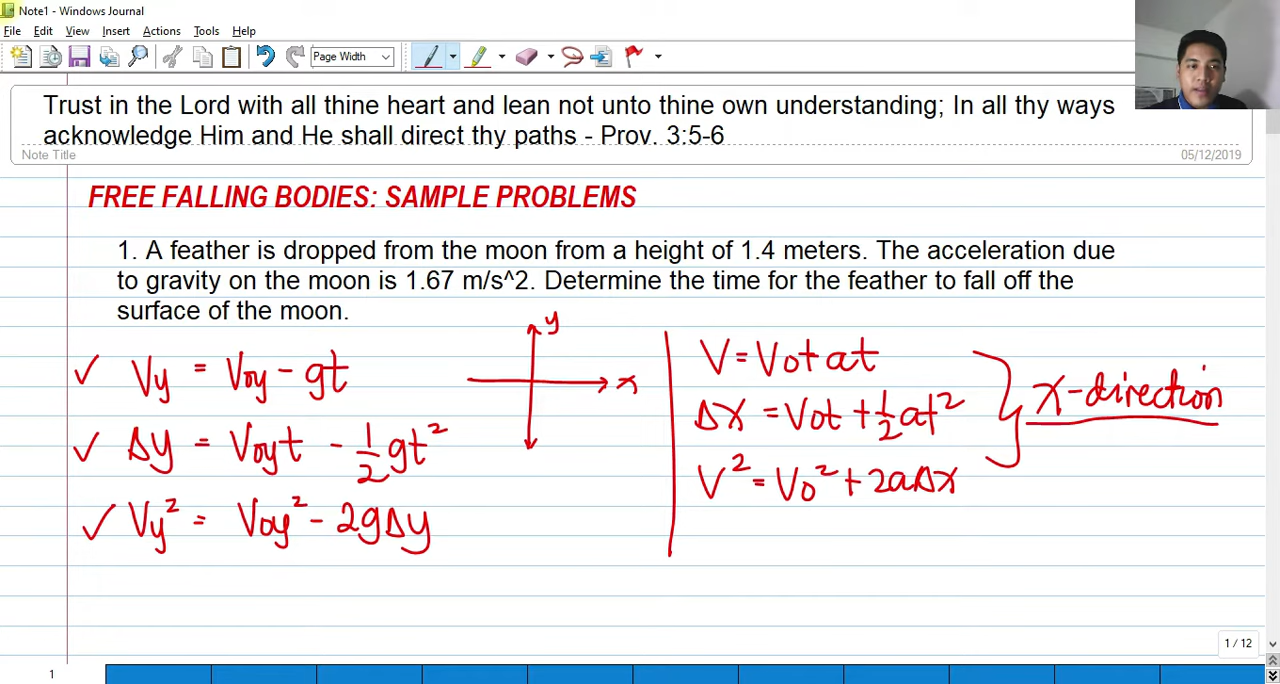 Note1 - Windows Journal
File Edit View Insert Actions Tools Help
Page Width
Trust in the Lord with all thine heart and lean not unto thine own understanding; In all thy ways
acknowledge Him and He shall direct thy paths - Prov. 3:5-6
Note Title
05/12/2019
FREE FALLING BODIES: SAMPLE PROBLEMS
1. A feather is dropped from the moon from a height of 1.4 meters. The acceleration due
to gravity on the moon is 1.67 m/s^2. Determine the time for the feather to fall off the
surface of the moon.
✓ Vy = Voy - gt
✓ Δy = Voyt - 1/2 gt²
✓ Vy² = Voy² - 2gΔy
y
x
V = Vo + at
Δx = Vot + 1/2 at²
V² = Vo² + 2aΔx
x-direction
1 / 12
1